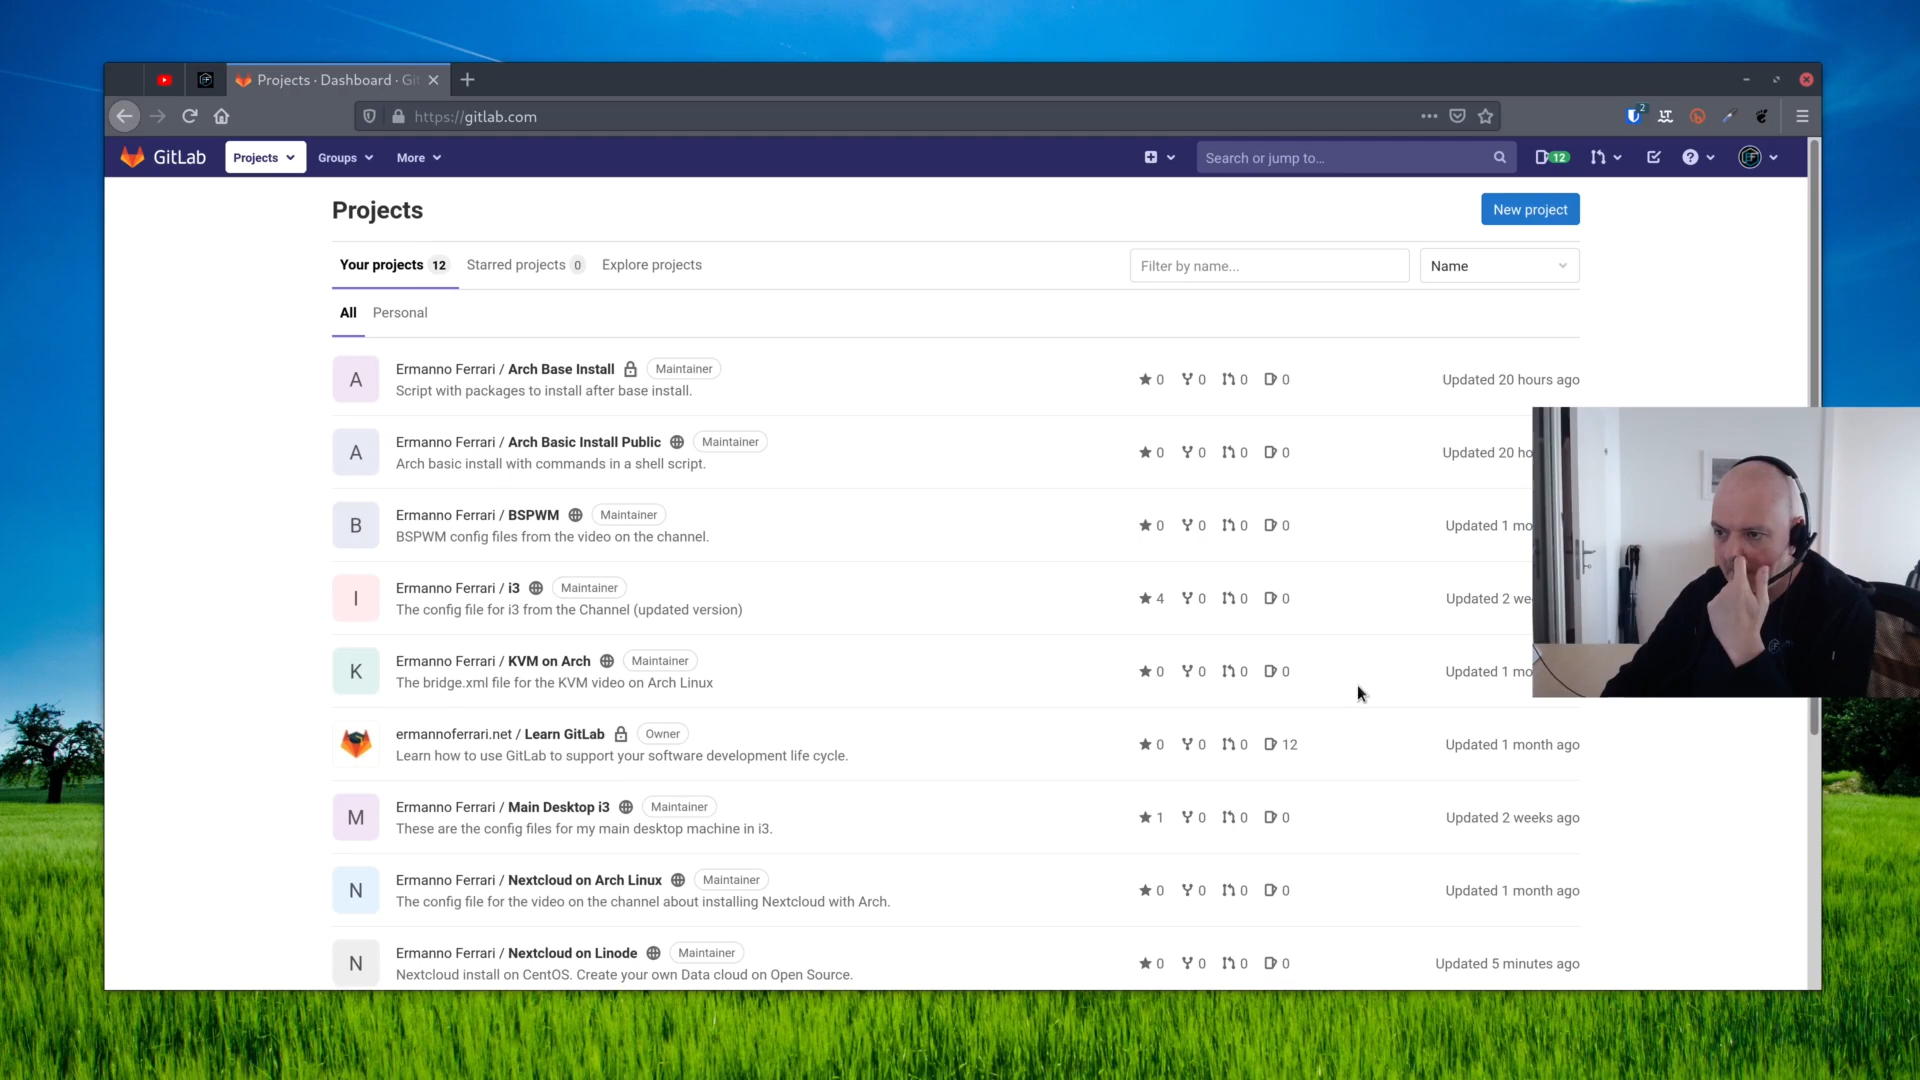 Projects · Dashboard · Git
https://gitlab.com
2
GitLab Projects Groups More Search or jump to... 12
Projects
New project
Your projects 12 Starred projects 0 Explore projects
Filter by name...
Name
All Personal
A Ermanno Ferrari / Arch Base Install Maintainer
Script with packages to install after base install.
0 0 0 0 Updated 20 hours ago
A Ermanno Ferrari / Arch Basic Install Public Maintainer
Arch basic install with commands in a shell script.
0 0 0 0 Updated 20 ho
B Ermanno Ferrari / BSPWM Maintainer
BSPWM config files from the video on the channel.
0 0 0 0 Updated 1 mo
I Ermanno Ferrari / i3 Maintainer
The config file for i3 from the Channel (updated version)
4 0 0 0 Updated 2 we
K Ermanno Ferrari / KVM on Arch Maintainer
The bridge.xml file for the KVM video on Arch Linux
0 0 0 0 Updated 1 mo
ermannoferrari.net / Learn GitLab Owner
Learn how to use GitLab to support your software development life cycle.
0 0 0 12 Updated 1 month ago
M Ermanno Ferrari / Main Desktop i3 Maintainer
These are the config files for my main desktop machine in i3.
1 0 0 0 Updated 2 weeks ago
N Ermanno Ferrari / Nextcloud on Arch Linux Maintainer
The config file for the video on the channel about installing Nextcloud with Arch.
0 0 0 0 Updated 1 month ago
N Ermanno Ferrari / Nextcloud on Linode Maintainer
Nextcloud install on CentOS. Create your own Data cloud on Open Source.
0 0 0 0 Updated 5 minutes ago